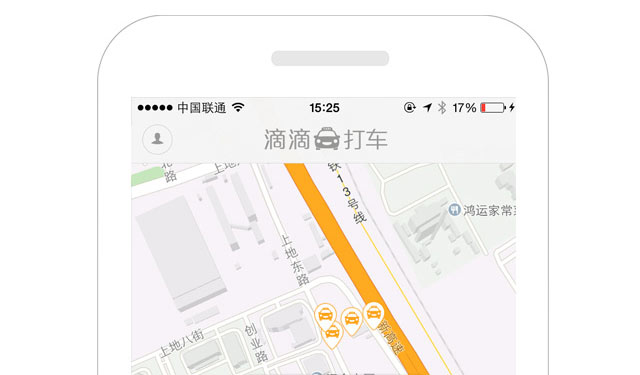 中国联通
15:25
17%
滴滴打车
北路
上地
铁13号线
鸿运家常
上地东路
上地八街
创业路
新高速